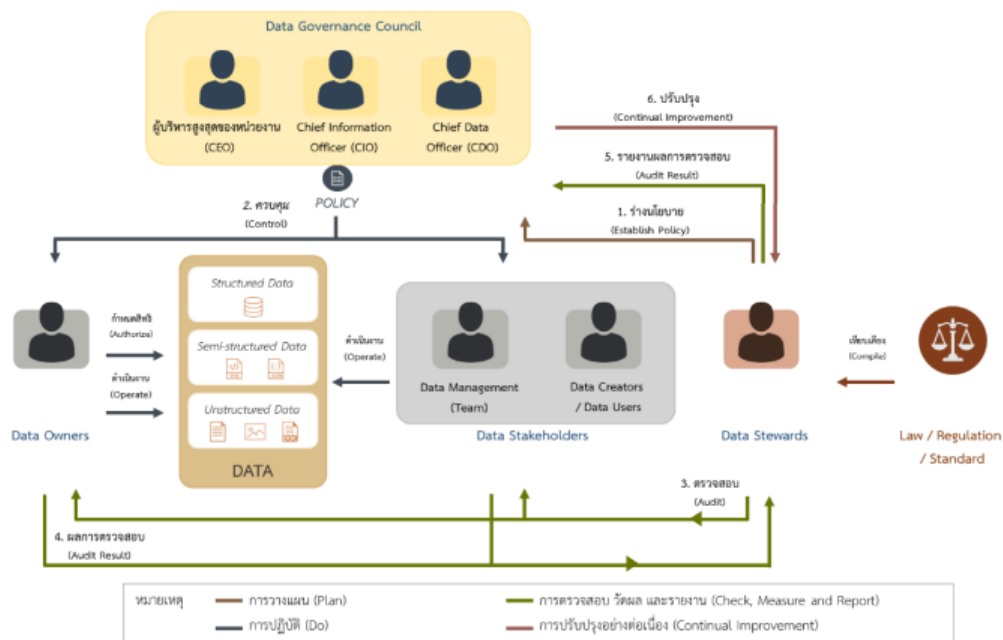 Data Governance Council
ผู้บริหารสูงสุดของหน่วยงาน
(CEO)
Chief Information
Officer (CIO)
Chief Data
Officer (CDO)
6. ปรับปรุง
(Continual Improvement)
5. รายงานผลการตรวจสอบ
(Audit Result)
1. ร่างนโยบาย
(Establish Policy)
2. ควบคุม
(Control)
POLICY
Structured Data
Semi-structured Data
Unstructured Data
DATA
กำหนดสิทธิ
(Authorize)
ดำเนินงาน
(Operate)
Data Owners
ดำเนินงาน
(Operate)
Data Management
(Team)
Data Creators
/ Data Users
Data Stakeholders
Data Stewards
เทียบเคียง
(Compile)
Law / Regulation
/ Standard
3. ตรวจสอบ
(Audit)
4. ผลการตรวจสอบ
(Audit Result)
หมายเหตุ
การวางแผน (Plan)
การตรวจสอบ วัดผล และรายงาน (Check, Measure and Report)
การปฏิบัติ (Do)
การปรับปรุงอย่างต่อเนื่อง (Continual Improvement)